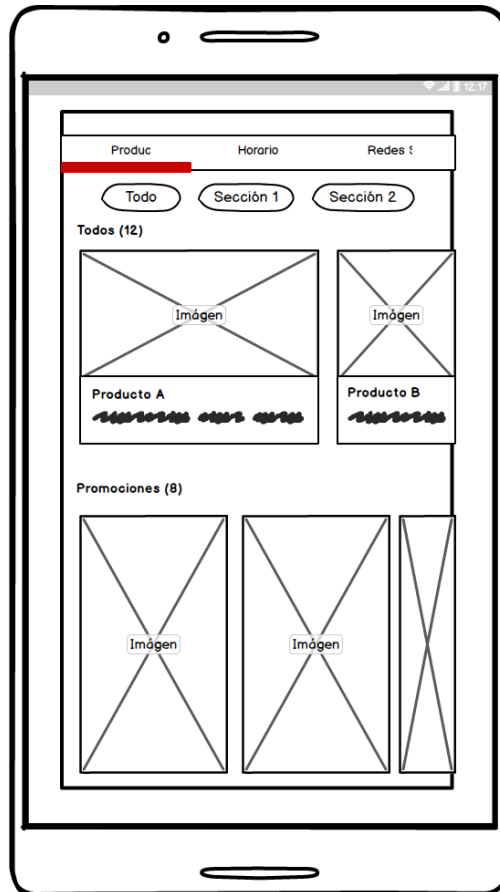 12:17
Produc Horario Redes S
Todo Sección 1 Sección 2
Todos (12)
Imágen Imágen
Producto A Producto B
Promociones (8)
Imágen Imágen